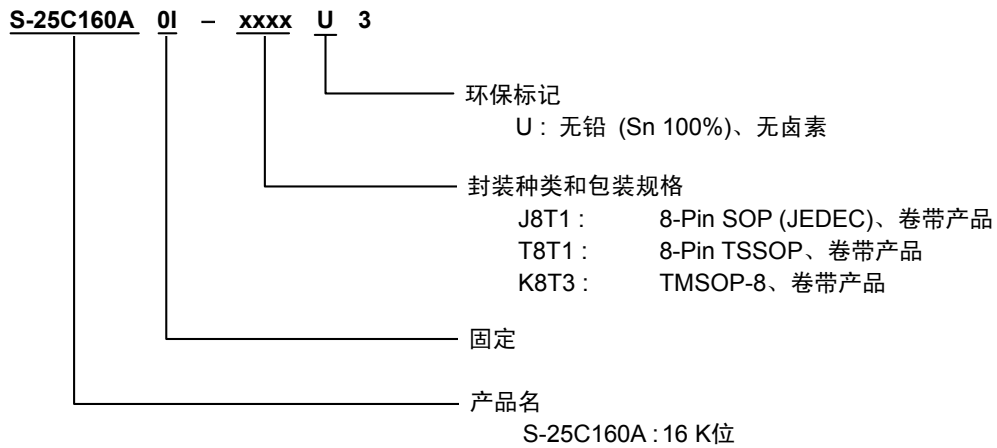 S-25C160A 0I – xxxx U 3
环保标记
U : 无铅 (Sn 100%)、无卤素
封装种类和包装规格
J8T1 : 8-Pin SOP (JEDEC)、卷带产品
T8T1 : 8-Pin TSSOP、卷带产品
K8T3 : TMSOP-8、卷带产品
固定
产品名
S-25C160A : 16 K位